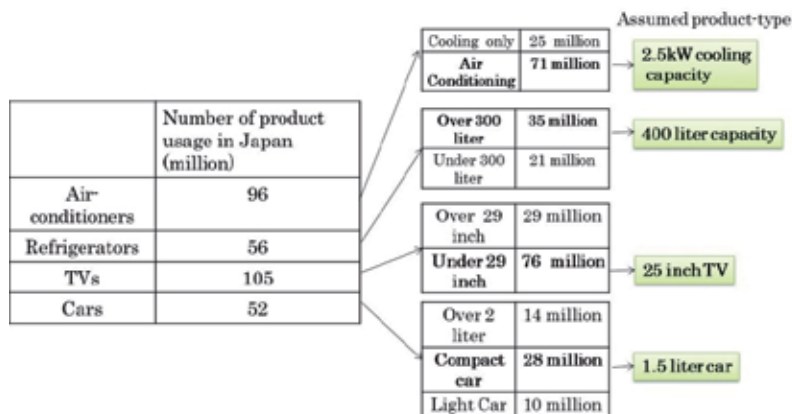 Assumed product-type
Cooling only 25 million
Air
Conditioning 71 million
2.5kW cooling
capacity
Number of product
usage in Japan
(million)
Air-
conditioners 96
Refrigerators 56
TVs 105
Cars 52
Over 300
liter 35 million
Under 300
liter 21 million
400 liter capacity
Over 29
inch 29 million
Under 29
inch 76 million
25 inch TV
Over 2
liter 14 million
Compact
car 28 million
Light Car 10 million
1.5 liter car